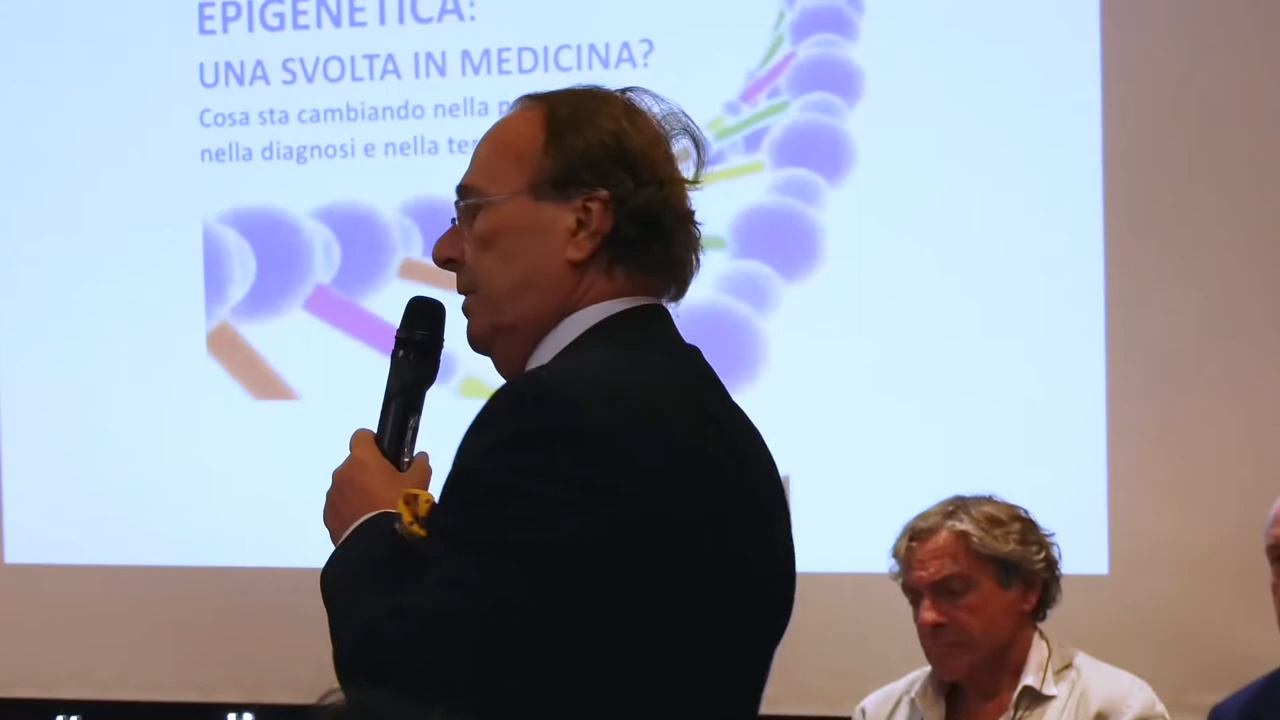 EPIGENETICA:
UNA SVOLTA IN MEDICINA?
Cosa sta cambiando nella
nella diagnosi e nella